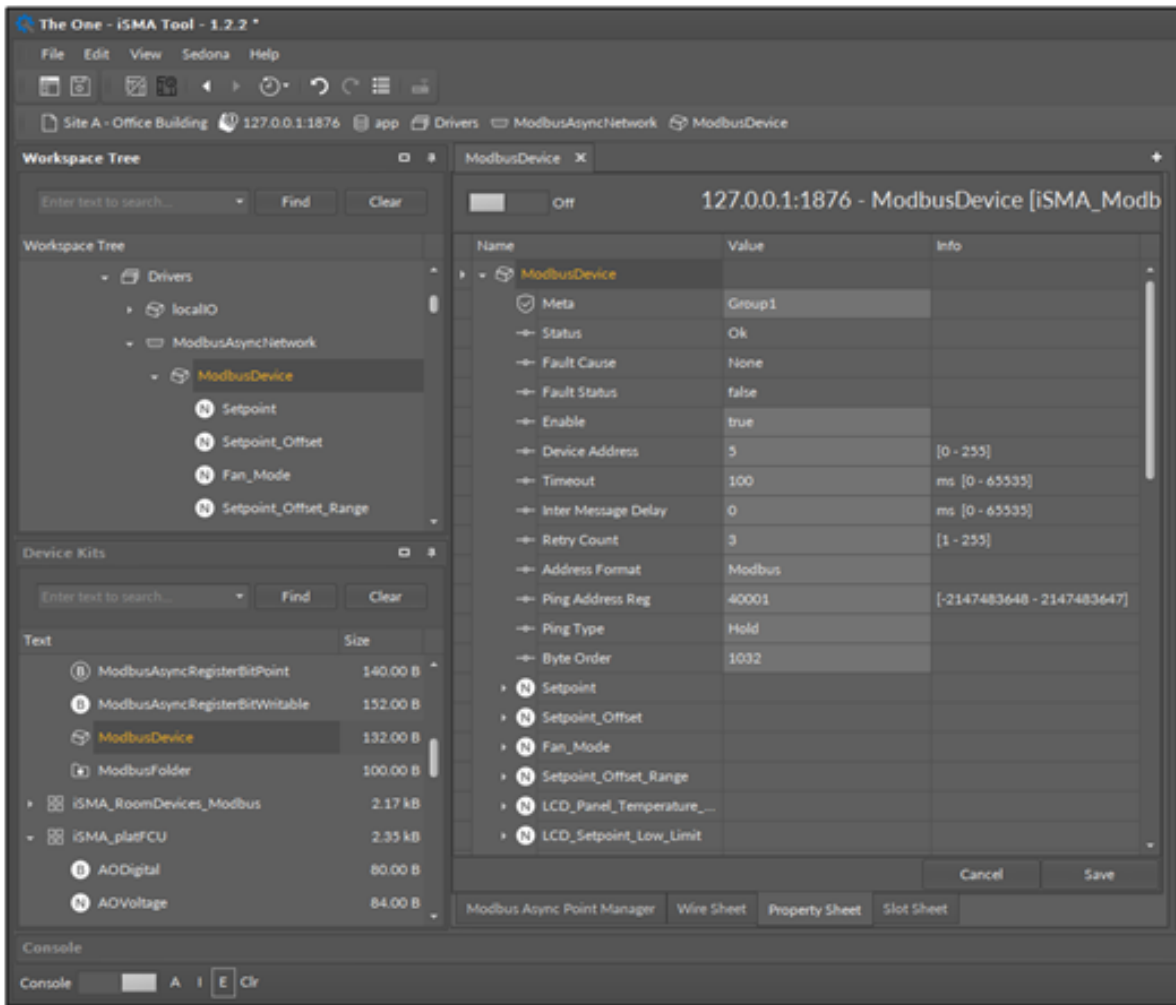 The One - iSMA Tool - 1.2.2 *
File Edit View Sedona Help
Site A - Office Building 127.0.0.1:1876 app Drivers ModbusAsyncNetwork ModbusDevice
Workspace Tree
Enter text to search... Find Clear
Workspace Tree
Drivers
localIO
ModbusAsyncNetwork
ModbusDevice
N Setpoint
N Setpoint_Offset
N Fan_Mode
N Setpoint_Offset_Range
Device Kits
Enter text to search... Find Clear
Text Size
B ModbusAsyncRegisterBitPoint 140.00 B
B ModbusAsyncRegisterBitWritable 152.00 B
ModbusDevice 132.00 B
ModbusFolder 100.00 B
iSMA_RoomDevices_Modbus 2.17 kB
iSMA_platFCU 2.35 kB
B AODigital 80.00 B
N AOVoltage 84.00 B
ModbusDevice
Off 127.0.0.1:1876 - ModbusDevice [iSMA_Modb
Name Value Info
ModbusDevice
Meta Group1
Status Ok
Fault Cause None
Fault Status false
Enable true
Device Address 5 [0 - 255]
Timeout 100 ms [0 - 65535]
Inter Message Delay 0 ms [0 - 65535]
Retry Count 3 [1 - 255]
Address Format Modbus
Ping Address Reg 40001 [-2147483648 - 2147483647]
Ping Type Hold
Byte Order 1032
N Setpoint
N Setpoint_Offset
N Fan_Mode
N Setpoint_Offset_Range
N LCD_Panel_Temperature_...
N LCD_Setpoint_Low_Limit
Cancel Save
Modbus Async Point Manager Wire Sheet Property Sheet Slot Sheet
Console
Console A I E Clr